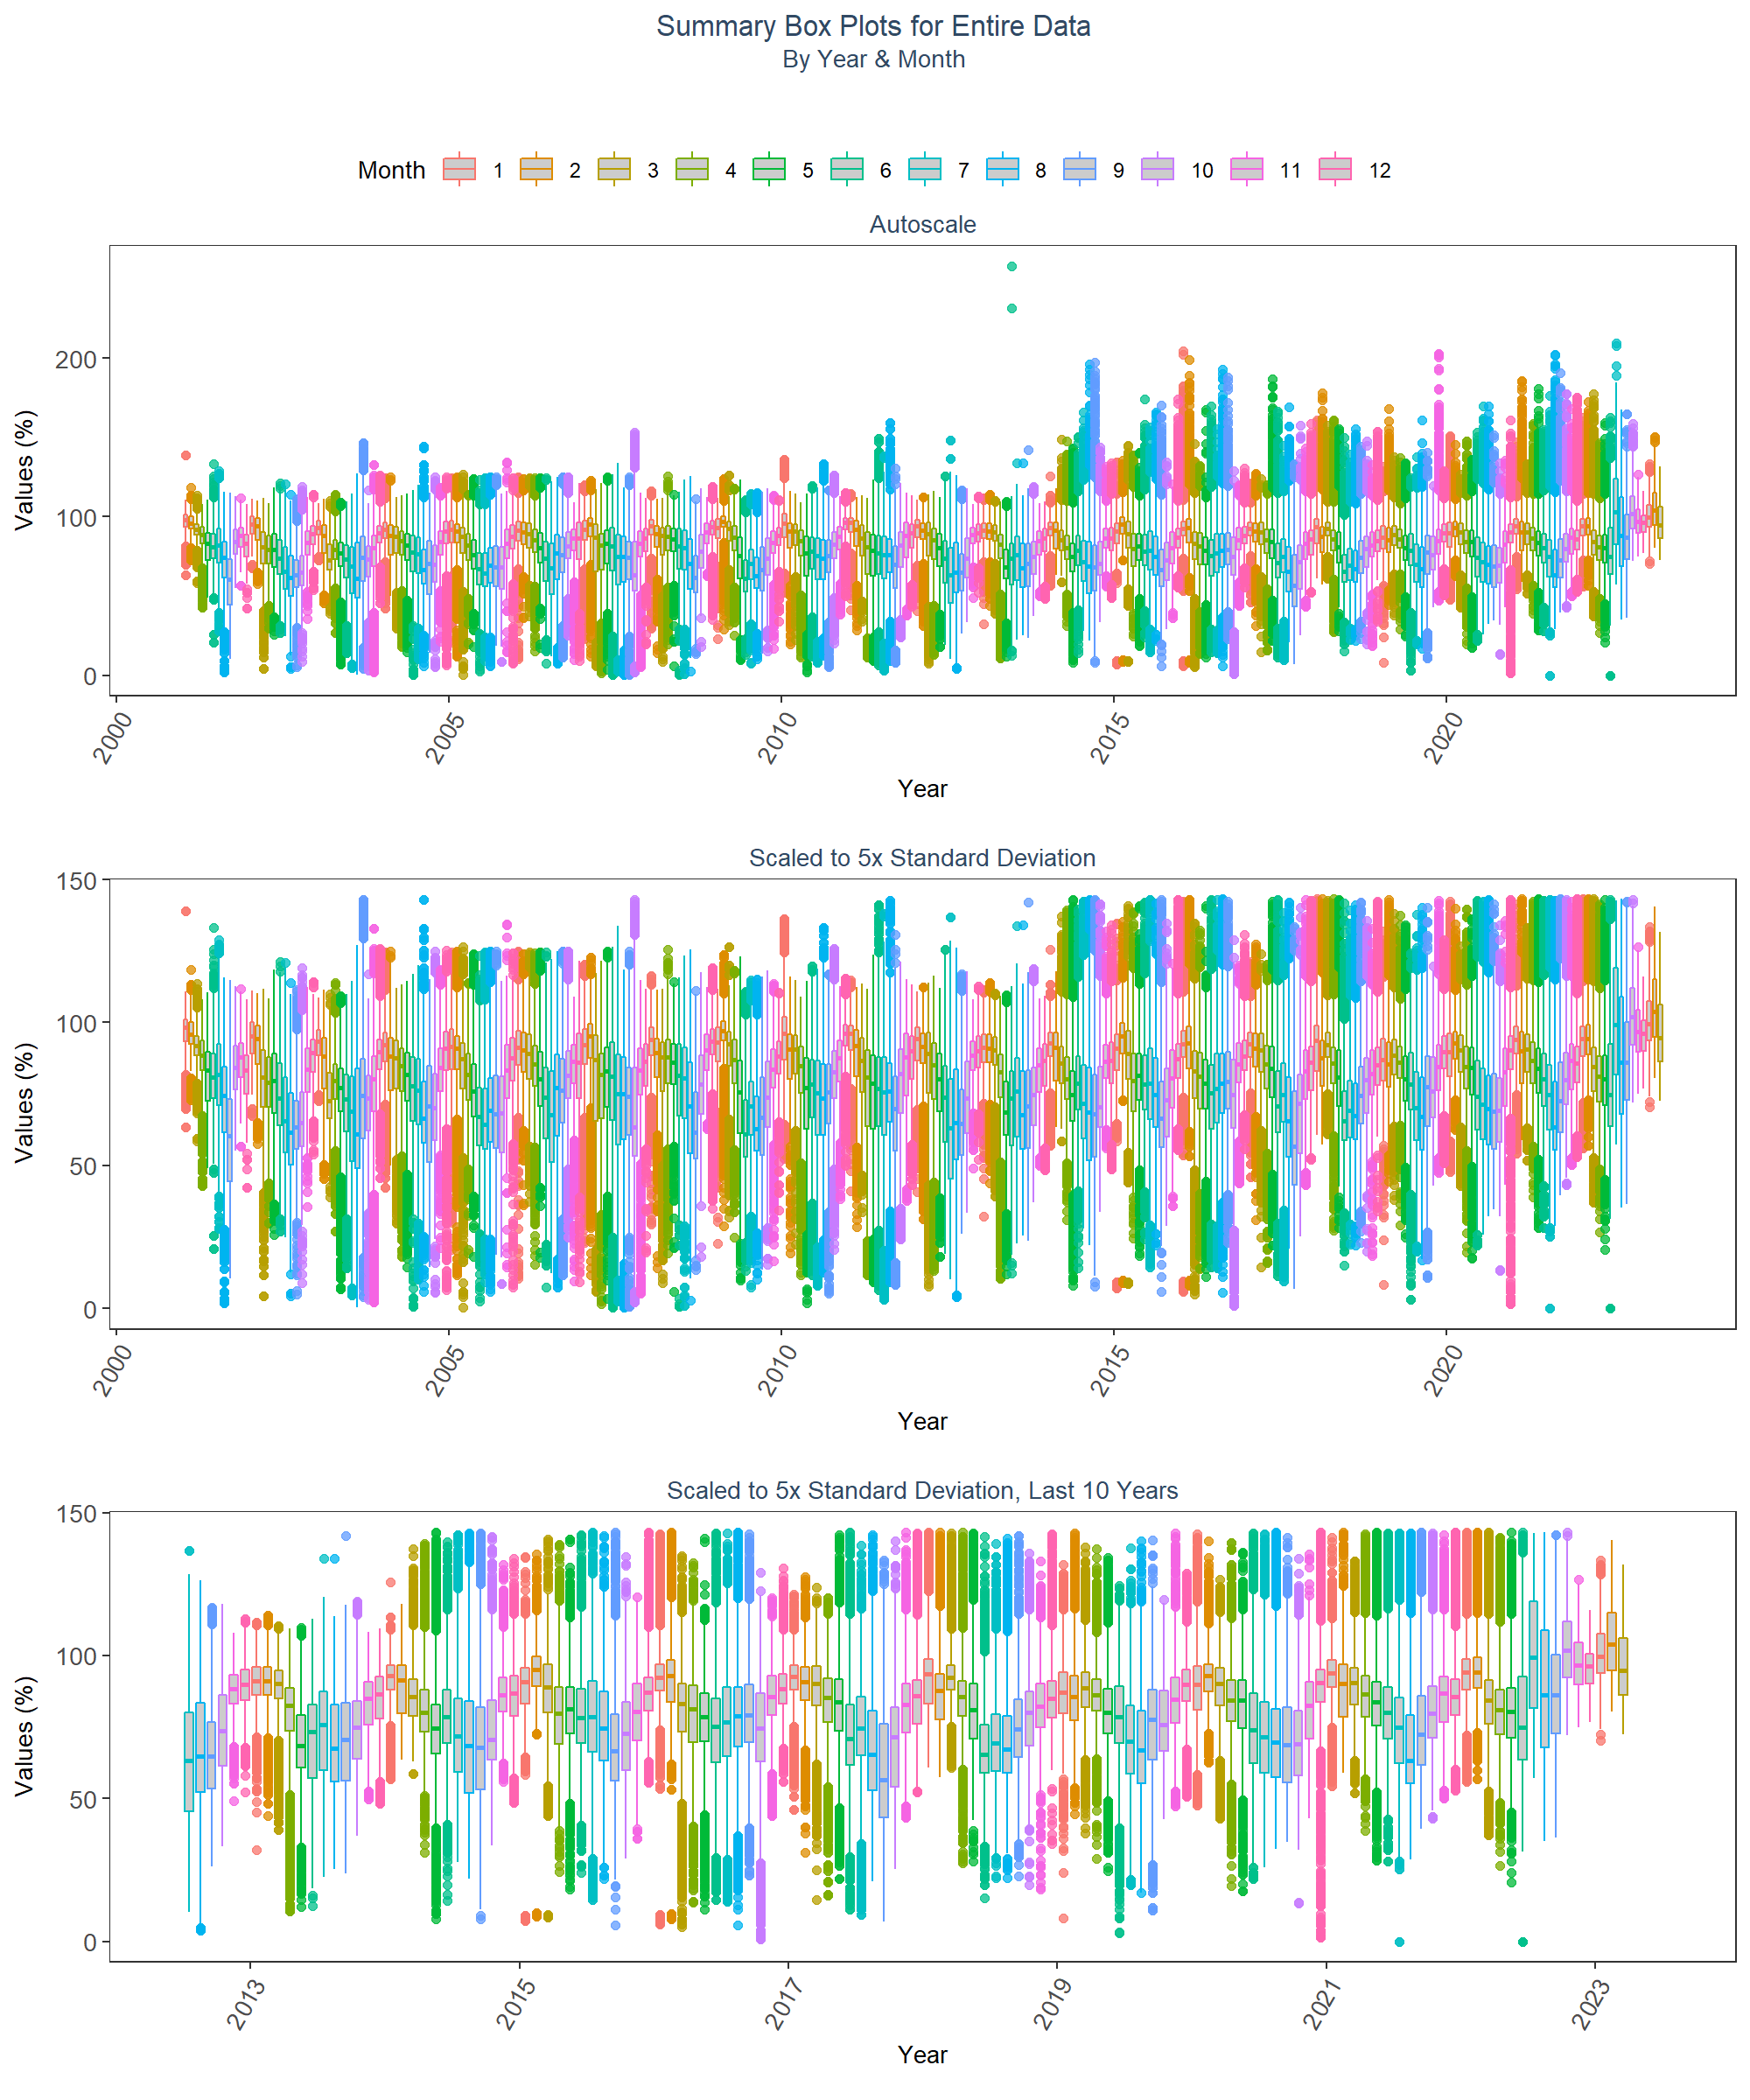 Summary Box Plots for Entire Data
By Year & Month
Month 1 2 3 4 5 6 7 8 9 10 11 12
Autoscale
Values (%)
200
100
0
2000 2005 2010 2015 2020
Year
Scaled to 5x Standard Deviation
Values (%)
150
100
50
0
2000 2005 2010 2015 2020
Year
Scaled to 5x Standard Deviation, Last 10 Years
Values (%)
150
100
50
0
2013 2015 2017 2019 2021 2023
Year